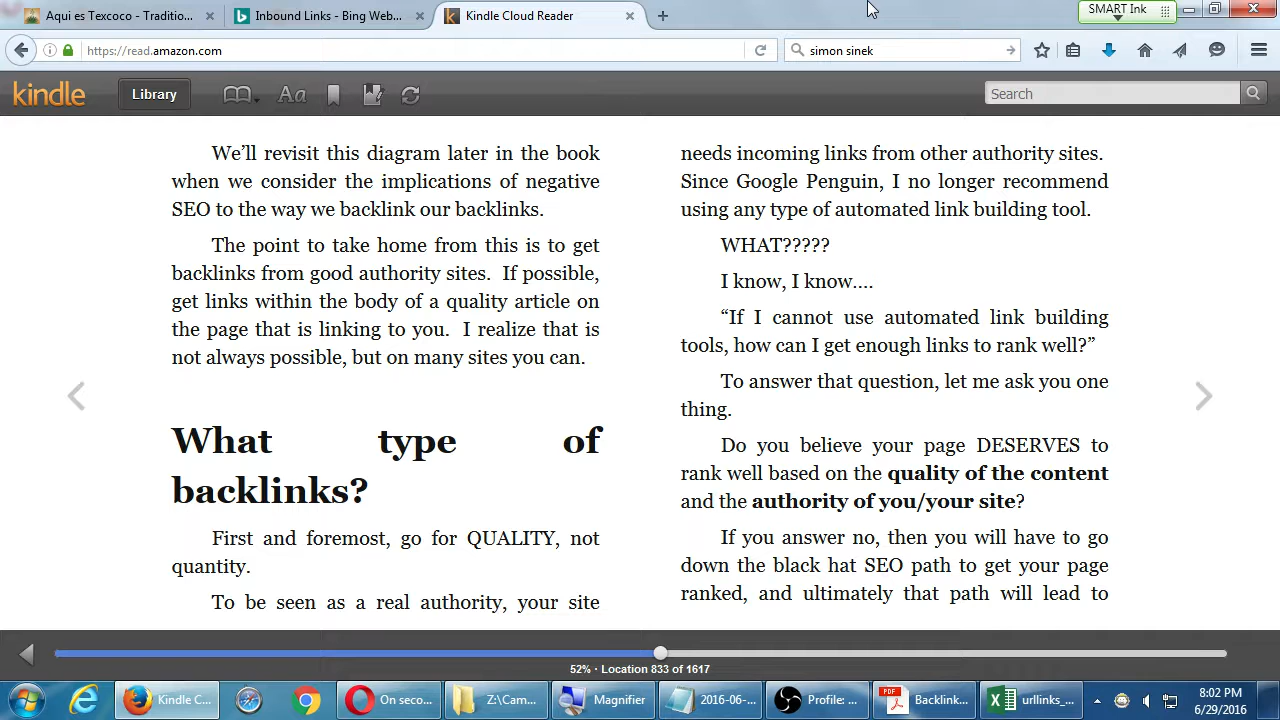 Aqui es Texcoco - Traditio...
Inbound Links - Bing Web...
Kindle Cloud Reader
SMART Ink
https://read.amazon.com
simon sinek
kindle
Library
Aa
Search
We'll revisit this diagram later in the book
when we consider the implications of negative
SEO to the way we backlink our backlinks.
The point to take home from this is to get
backlinks from good authority sites. If possible,
get links within the body of a quality article on
the page that is linking to you. I realize that is
not always possible, but on many sites you can.
What type of
backlinks?
First and foremost, go for QUALITY, not
quantity.
To be seen as a real authority, your site
needs incoming links from other authority sites.
Since Google Penguin, I no longer recommend
using any type of automated link building tool.
WHAT?????
I know, I know....
“If I cannot use automated link building
tools, how can I get enough links to rank well?”
To answer that question, let me ask you one
thing.
Do you believe your page DESERVES to
rank well based on the quality of the content
and the authority of you/your site?
If you answer no, then you will have to go
down the black hat SEO path to get your page
ranked, and ultimately that path will lead to
52% · Location 833 of 1617
Kindle C...
On seco...
Z:\Cam...
Magnifier
2016-06-...
Profile: ...
PDF
Backlink...
urllinks_...
8:02 PM
6/29/2016